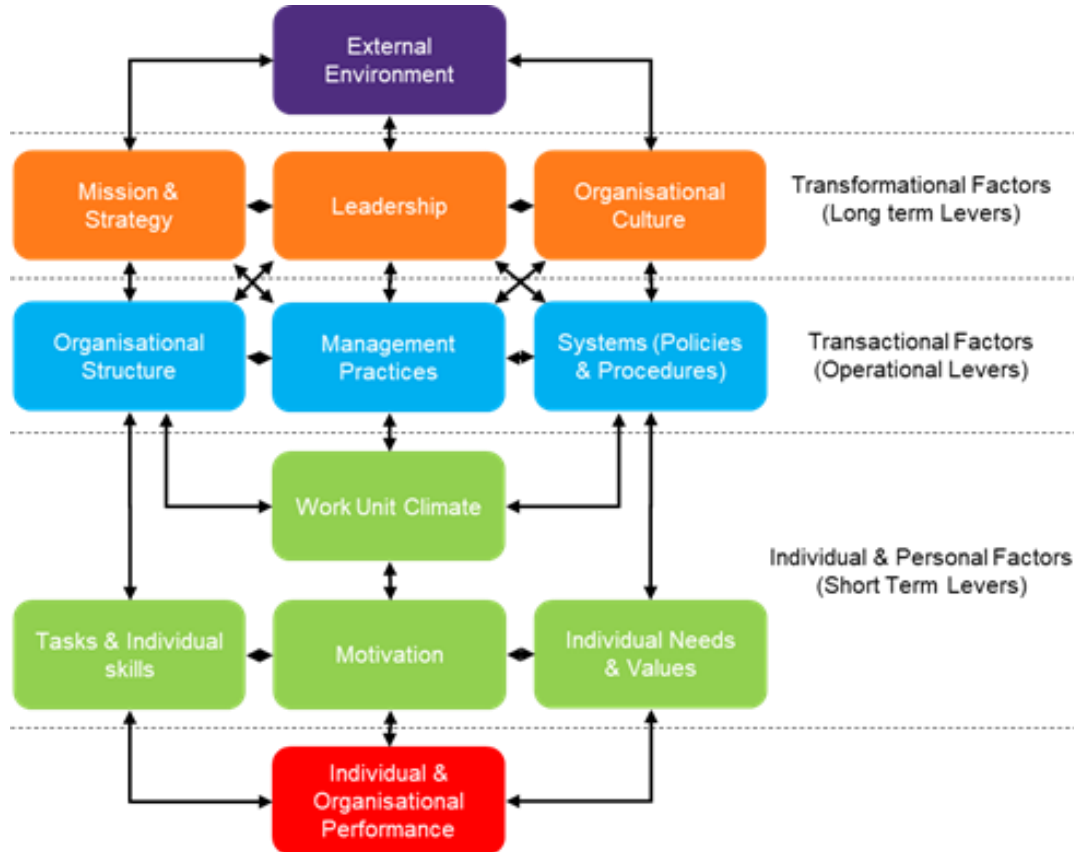 External
Environment
Mission &
Strategy
Leadership
Organisational
Culture
Transformational Factors
(Long term Levers)
Organisational
Structure
Management
Practices
Systems (Policies
& Procedures)
Transactional Factors
(Operational Levers)
Work Unit Climate
Individual & Personal Factors
(Short Term Levers)
Tasks & Individual
skills
Motivation
Individual Needs
& Values
Individual &
Organisational
Performance